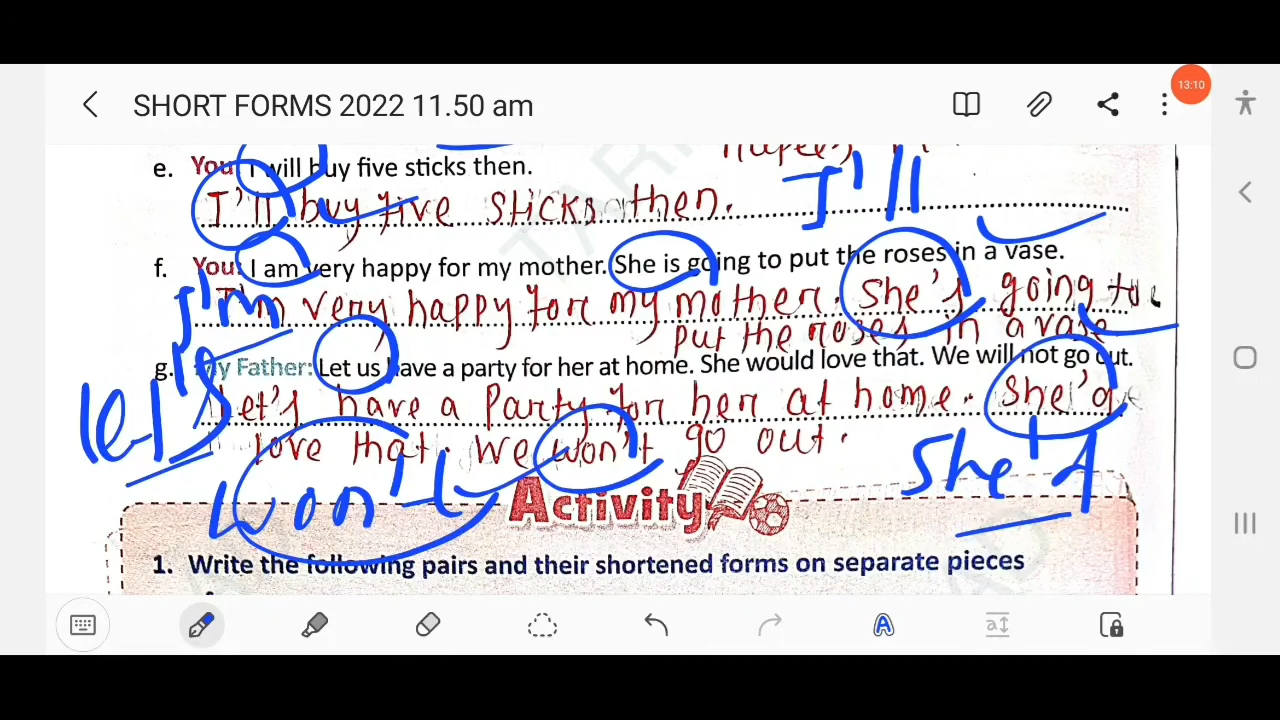 13:10
SHORT FORMS 2022 11.50 am
e. You: I will buy five sticks then.
I'll
I'll buy five sticks then.
f. You: I am very happy for my mother. She is going to put the roses in a vase.
I'm
I'm very happy for my mother. She's going to
put the roses in a vase
g. My Father: Let us have a party for her at home. She would love that. We will not go out.
let's
Let's have a party for her at home. She'd
love that. We won't go out.
won't
She'd
Activity
1. Write the following pairs and their shortened forms on separate pieces